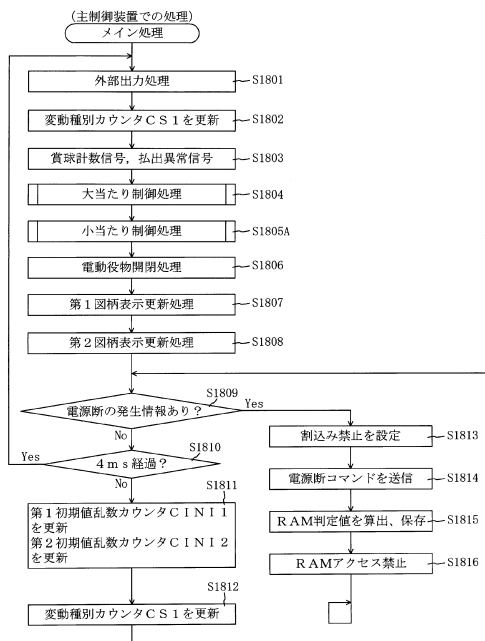 (主制御装置での処理)
メイン処理
外部出力処理
S1801
変動種別カウンタCS1を更新
S1802
賞球計数信号,払出異常信号
S1803
大当たり制御処理
S1804
小当たり制御処理
S1805A
電動役物開閉処理
S1806
第1図柄表示更新処理
S1807
第2図柄表示更新処理
S1808
S1809
電源断の発生情報あり?
Yes
No
S1810
Yes
4ms経過?
No
S1811
第1初期値乱数カウンタCINI1
を更新
第2初期値乱数カウンタCINI2
を更新
S1812
変動種別カウンタCS1を更新
割込み禁止を設定
S1813
電源断コマンドを送信
S1814
RAM判定値を算出、保存
S1815
RAMアクセス禁止
S1816